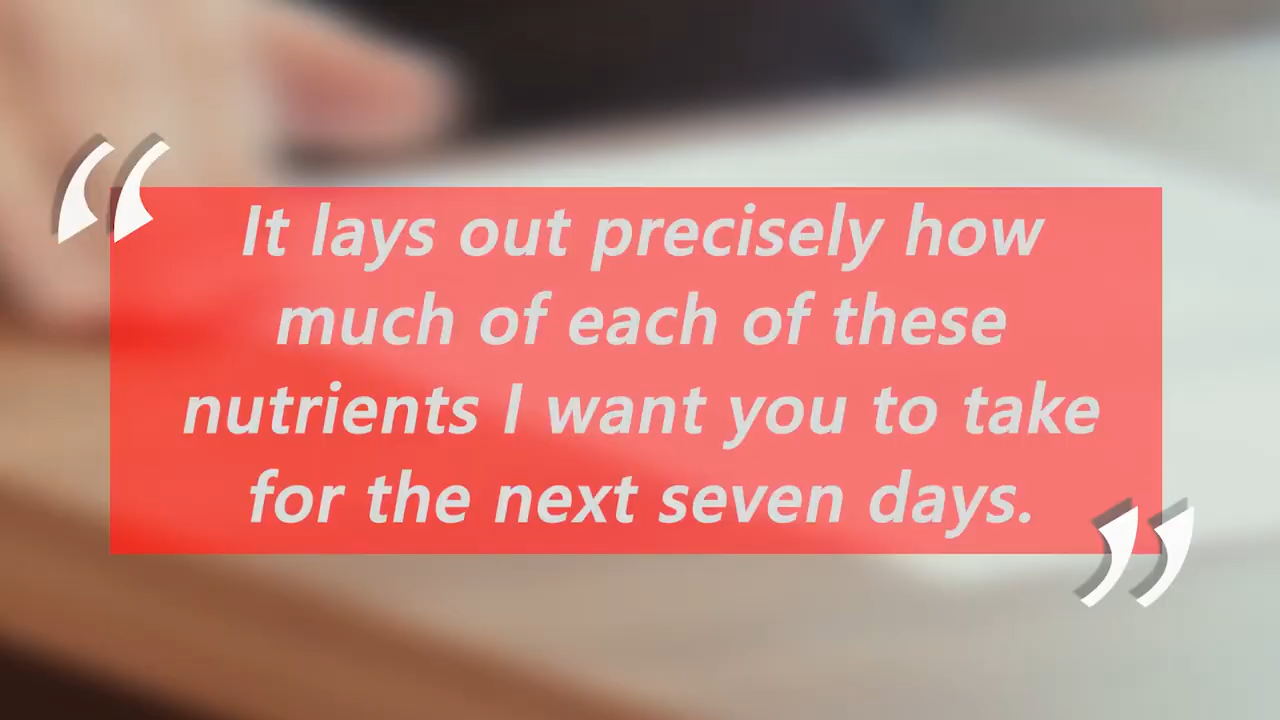 “It lays out precisely how
much of each of these
nutrients I want you to take
for the next seven days.”